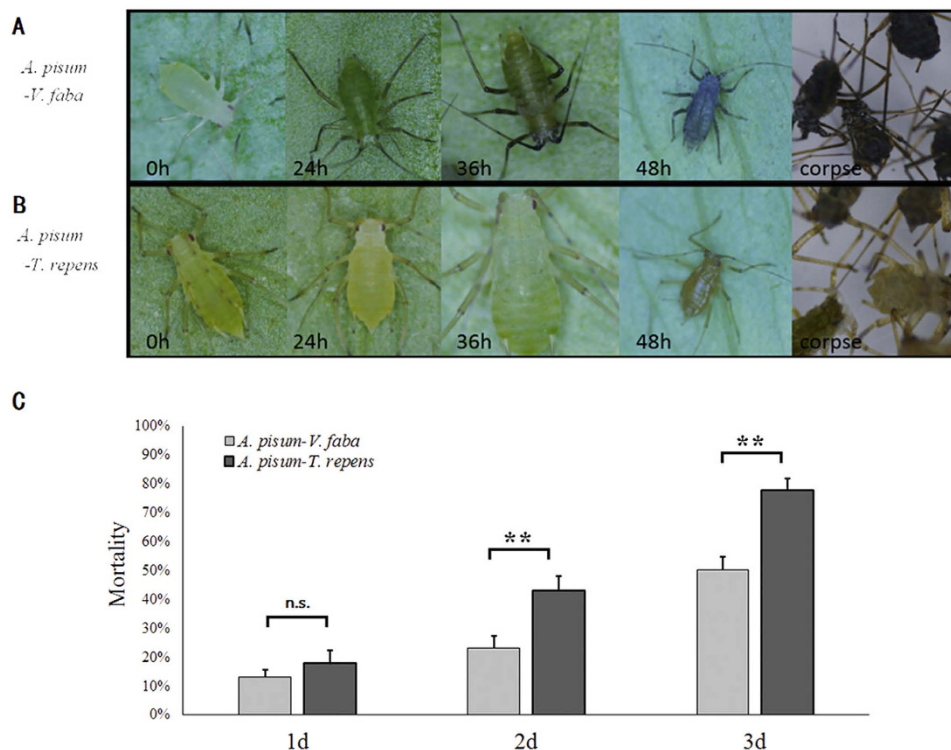 A
A. pisum
-V. faba
0h
24h
36h
48h
corpse
B
A. pisum
-T. repens
0h
24h
36h
48h
corpse
C
100%
90%
80%
70%
60%
50%
40%
30%
20%
10%
0%
Mortality
A. pisum-V. faba
A. pisum-T. repens
n.s.
**
**
1d
2d
3d